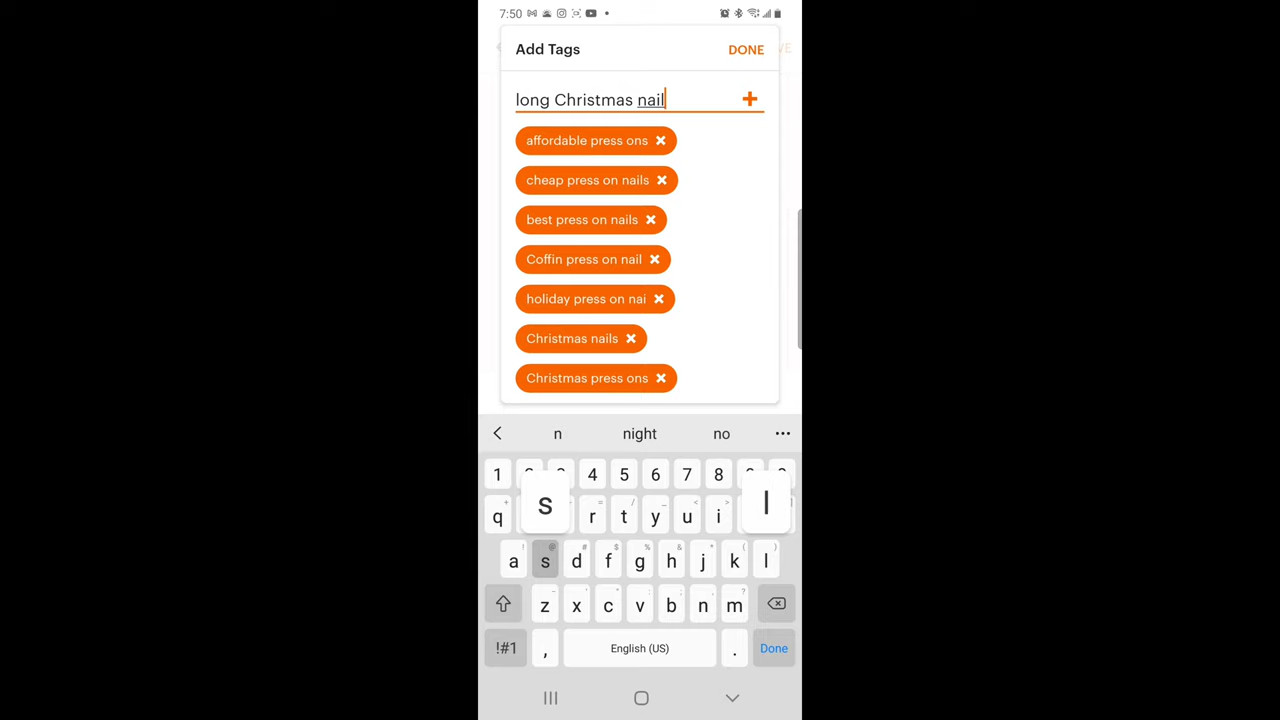 7:50
Add Tags DONE
long Christmas nail
affordable press ons
cheap press on nails
best press on nails
Coffin press on nail
holiday press on nai
Christmas nails
Christmas press ons
n night no
1 4 5 6 7 8
q s r t y u i l
a s d f g h j k l
z x c v b n m
!#1 , English (US) . Done